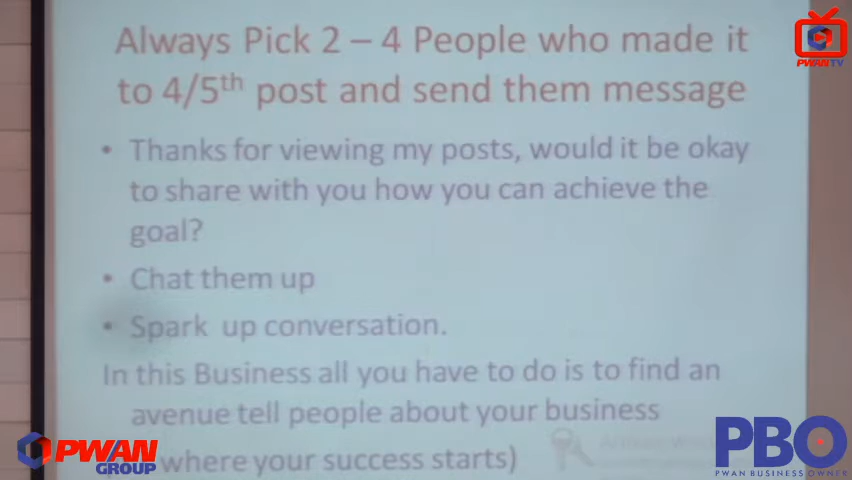 Always Pick 2 – 4 People who made it
to 4/5th post and send them message
• Thanks for viewing my posts, would it be okay
to share with you how you can achieve the
goal?
• Chat them up
• Spark up conversation.
In this Business all you have to do is to find an
avenue tell people about your business
where your success starts)
PWANTV
PWAN
GROUP
PBO
PWAN BUSINESS OWNER